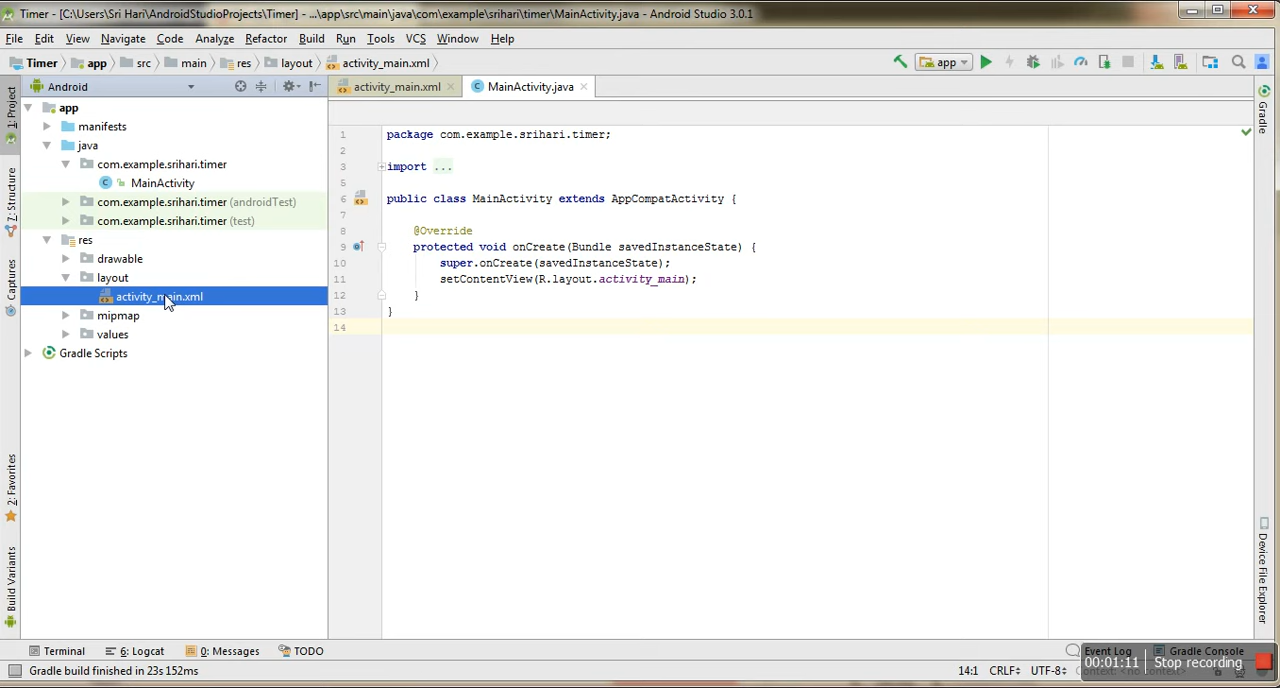 Timer - [C:\Users\Sri Hari\AndroidStudioProjects\Timer] - ...\app\src\main\java\com\example\srihari\timer\MainActivity.java - Android Studio 3.0.1
File Edit View Navigate Code Analyze Refactor Build Run Tools VCS Window Help
Timer app src main res layout activity_main.xml app
1: Project
Android
activity_main.xml
MainActivity.java
Gradle
app
manifests
java
com.example.srihari.timer
MainActivity
com.example.srihari.timer (androidTest)
com.example.srihari.timer (test)
res
drawable
layout
activity_main.xml
mipmap
values
Gradle Scripts
7: Structure
Captures
2: Favorites
Build Variants
1 package com.example.srihari.timer;
2
3 import ...
5
6 public class MainActivity extends AppCompatActivity {
7
8 @Override
9 protected void onCreate(Bundle savedInstanceState) {
10 super.onCreate(savedInstanceState);
11 setContentView(R.layout.activity_main);
12 }
13 }
14
Device File Explorer
Terminal 6: Logcat 0: Messages TODO Event Log Gradle Console
Gradle build finished in 23s 152ms 14:1 CRLF UTF-8 Context: <no context>
00:01:11 Stop recording